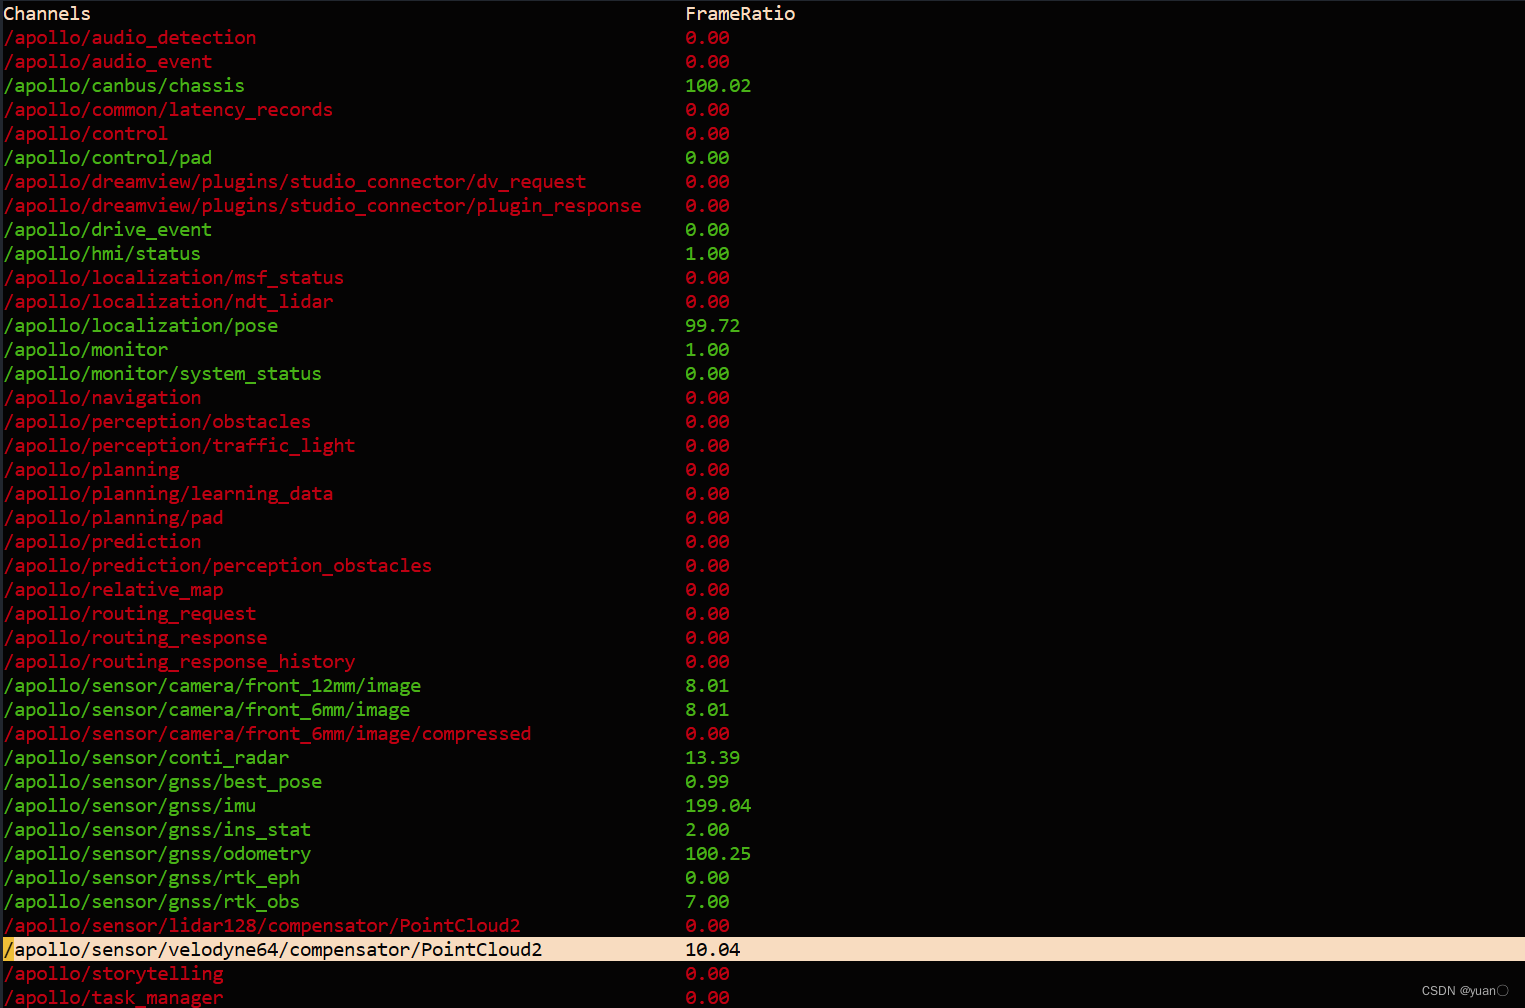 Channels FrameRatio
/apollo/audio_detection 0.00
/apollo/audio_event 0.00
/apollo/canbus/chassis 100.02
/apollo/common/latency_records 0.00
/apollo/control 0.00
/apollo/control/pad 0.00
/apollo/dreamview/plugins/studio_connector/dv_request 0.00
/apollo/dreamview/plugins/studio_connector/plugin_response 0.00
/apollo/drive_event 0.00
/apollo/hmi/status 1.00
/apollo/localization/msf_status 0.00
/apollo/localization/ndt_lidar 0.00
/apollo/localization/pose 99.72
/apollo/monitor 1.00
/apollo/monitor/system_status 0.00
/apollo/navigation 0.00
/apollo/perception/obstacles 0.00
/apollo/perception/traffic_light 0.00
/apollo/planning 0.00
/apollo/planning/learning_data 0.00
/apollo/planning/pad 0.00
/apollo/prediction 0.00
/apollo/prediction/perception_obstacles 0.00
/apollo/relative_map 0.00
/apollo/routing_request 0.00
/apollo/routing_response 0.00
/apollo/routing_response_history 0.00
/apollo/sensor/camera/front_12mm/image 8.01
/apollo/sensor/camera/front_6mm/image 8.01
/apollo/sensor/camera/front_6mm/image/compressed 0.00
/apollo/sensor/conti_radar 13.39
/apollo/sensor/gnss/best_pose 0.99
/apollo/sensor/gnss/imu 199.04
/apollo/sensor/gnss/ins_stat 2.00
/apollo/sensor/gnss/odometry 100.25
/apollo/sensor/gnss/rtk_eph 0.00
/apollo/sensor/gnss/rtk_obs 7.00
/apollo/sensor/lidar128/compensator/PointCloud2 0.00
/apollo/sensor/velodyne64/compensator/PointCloud2 10.04
/apollo/storytelling 0.00
/apollo/task_manager 0.00
CSDN @yuan〇